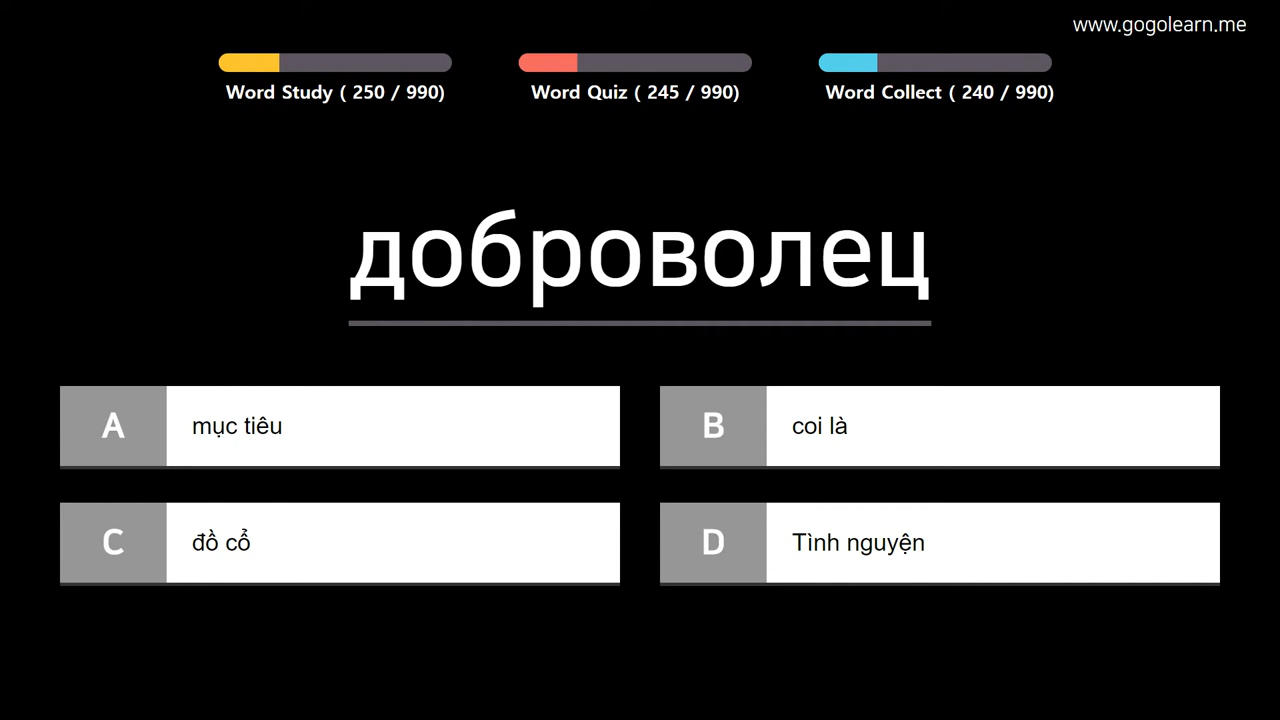 www.gogolearn.me
Word Study ( 250 / 990)
Word Quiz ( 245 / 990)
Word Collect ( 240 / 990)
доброволец
A mục tiêu
B coi là
C đồ cổ
D Tình nguyện